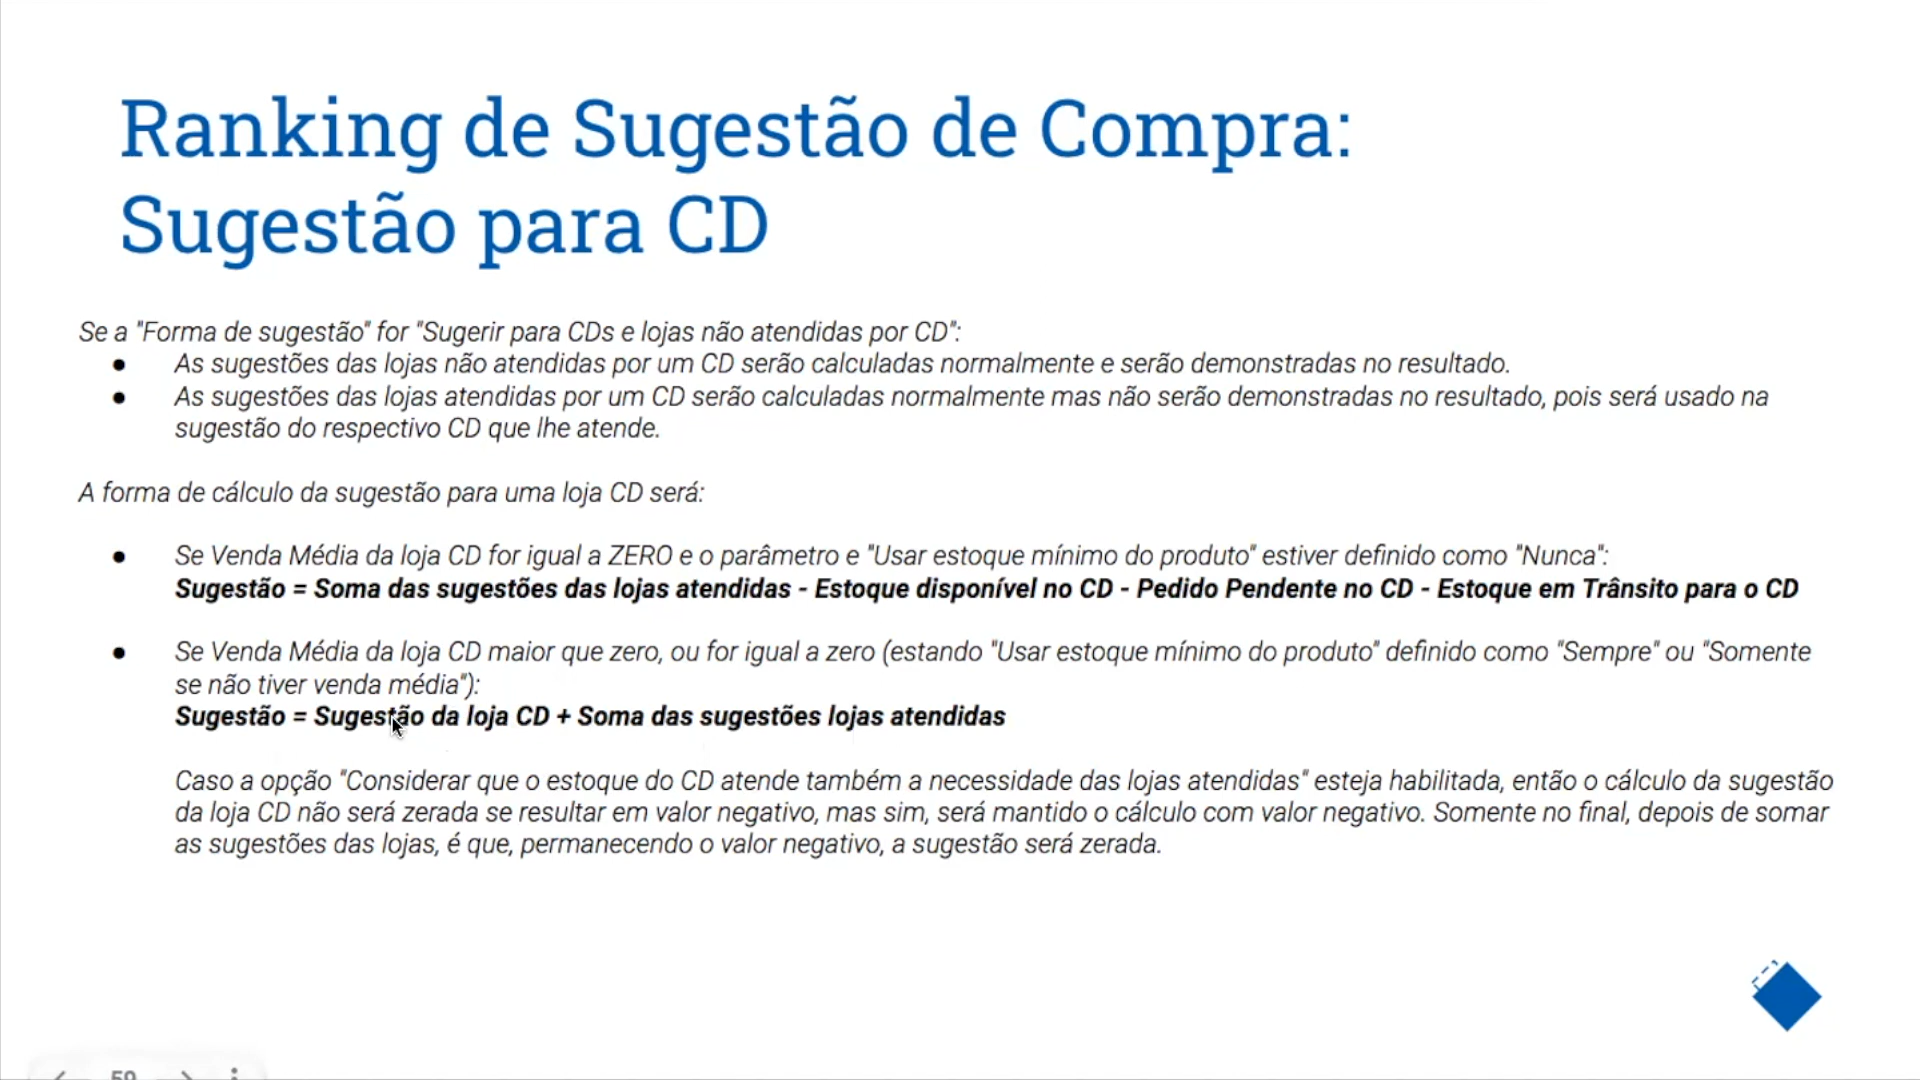 Ranking de Sugestão de Compra:
Sugestão para CD
Se a "Forma de sugestão" for "Sugerir para CDs e lojas não atendidas por CD":
● As sugestões das lojas não atendidas por um CD serão calculadas normalmente e serão demonstradas no resultado.
● As sugestões das lojas atendidas por um CD serão calculadas normalmente mas não serão demonstradas no resultado, pois será usado na
sugestão do respectivo CD que lhe atende.
A forma de cálculo da sugestão para uma loja CD será:
● Se Venda Média da loja CD for igual a ZERO e o parâmetro e "Usar estoque mínimo do produto" estiver definido como "Nunca":
Sugestão = Soma das sugestões das lojas atendidas - Estoque disponível no CD - Pedido Pendente no CD - Estoque em Trânsito para o CD
● Se Venda Média da loja CD maior que zero, ou for igual a zero (estando "Usar estoque mínimo do produto" definido como "Sempre" ou "Somente
se não tiver venda média"):
Sugestão = Sugestão da loja CD + Soma das sugestões lojas atendidas
Caso a opção "Considerar que o estoque do CD atende também a necessidade das lojas atendidas" esteja habilitada, então o cálculo da sugestão
da loja CD não será zerada se resultar em valor negativo, mas sim, será mantido o cálculo com valor negativo. Somente no final, depois de somar
as sugestões das lojas, é que, permanecendo o valor negativo, a sugestão será zerada.